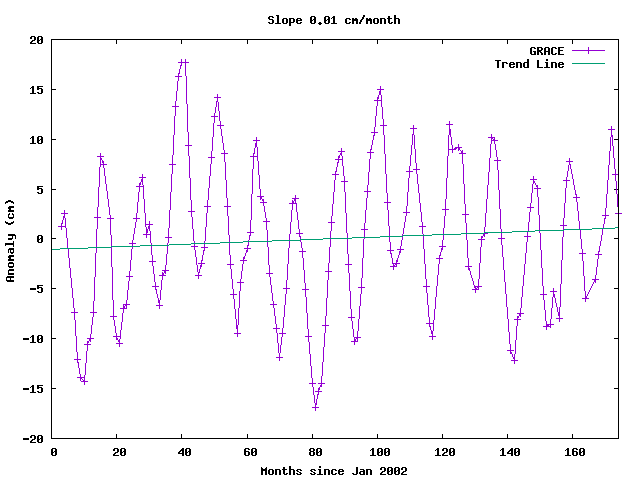 Slope 0.01 cm/month
GRACE
Trend Line
Anomaly (cm)
20
15
10
5
0
-5
-10
-15
-20
0 20 40 60 80 100 120 140 160
Months since Jan 2002